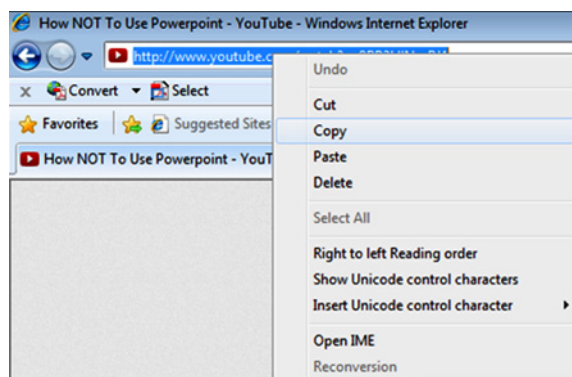 How NOT To Use Powerpoint - YouTube - Windows Internet Explorer
http://www.youtube.c
Undo
x Convert Select
Cut
Favorites Suggested Sites
Copy
How NOT To Use Powerpoint - YouT
Paste
Delete
Select All
Right to left Reading order
Show Unicode control characters
Insert Unicode control character
Open IME
Reconversion